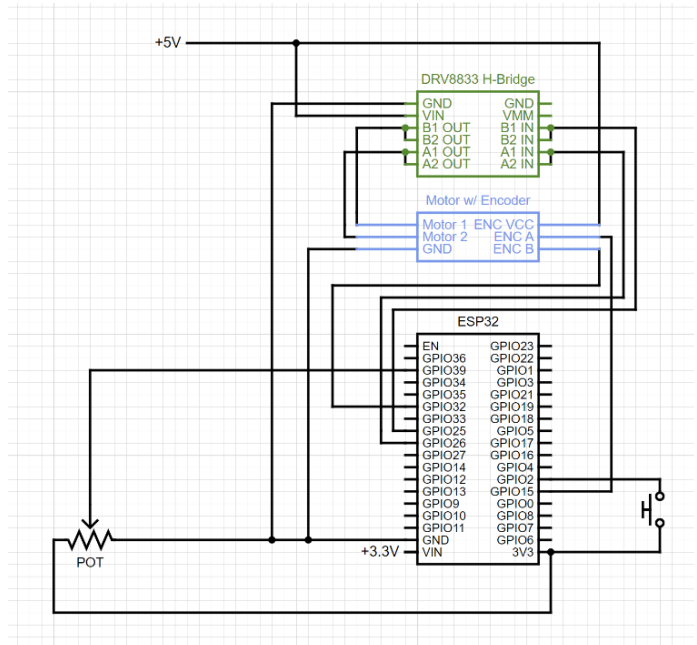 +5V
DRV8833 H-Bridge
GND GND
VIN VMM
B1 OUT B1 IN
B2 OUT B2 IN
A1 OUT A1 IN
A2 OUT A2 IN
Motor w/ Encoder
Motor 1 ENC VCC
Motor 2 ENC A
GND ENC B
ESP32
EN GPIO23
GPIO36 GPIO22
GPIO39 GPIO1
GPIO34 GPIO3
GPIO35 GPIO21
GPIO32 GPIO19
GPIO33 GPIO18
GPIO25 GPIO5
GPIO26 GPIO17
GPIO27 GPIO16
GPIO14 GPIO4
GPIO12 GPIO2
GPIO13 GPIO15
GPIO9 GPIO0
GPIO10 GPIO8
GPIO11 GPIO7
GND GPIO6
+3.3V VIN 3V3
POT